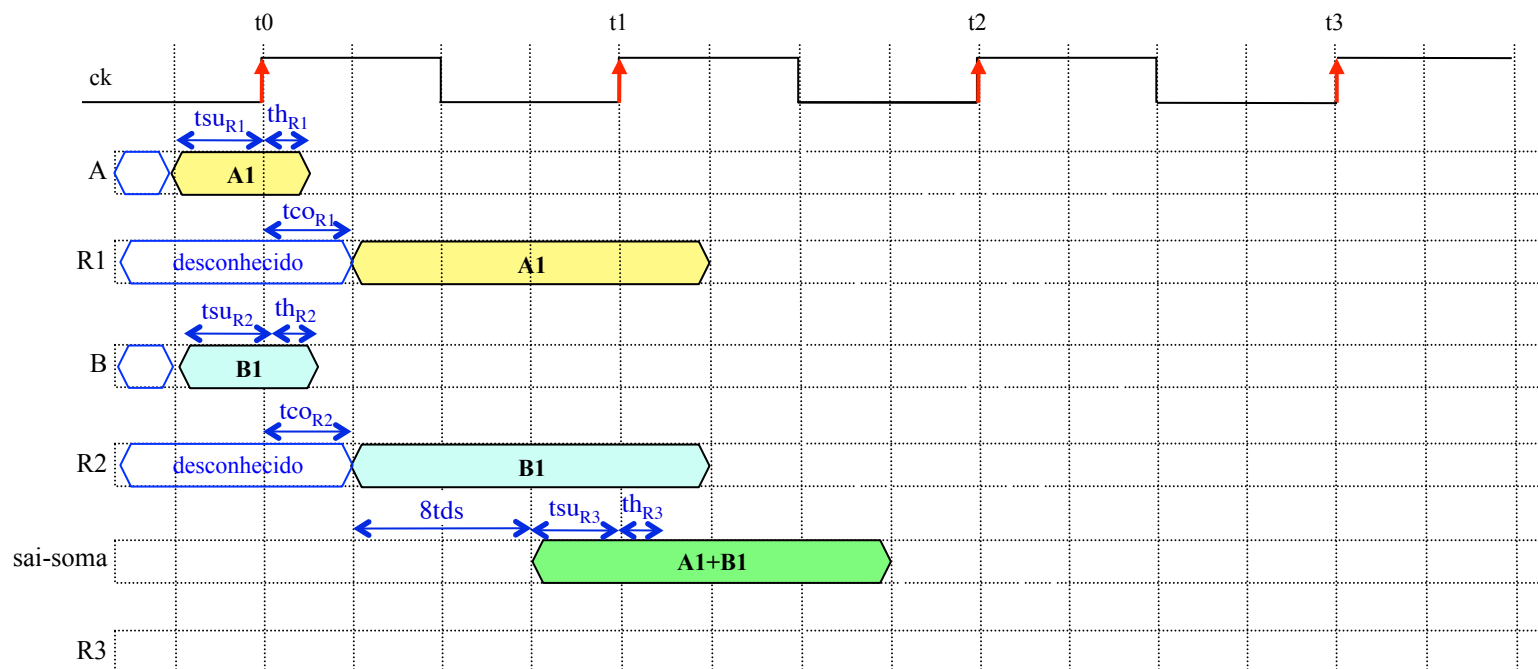 t0 t1 t2 t3
ck
tsuR1 thR1
A A1
tcoR1
R1 desconhecido A1
tsuR2 thR2
B B1
tcoR2
R2 desconhecido B1
8tds tsuR3 thR3
sai-soma A1+B1
R3